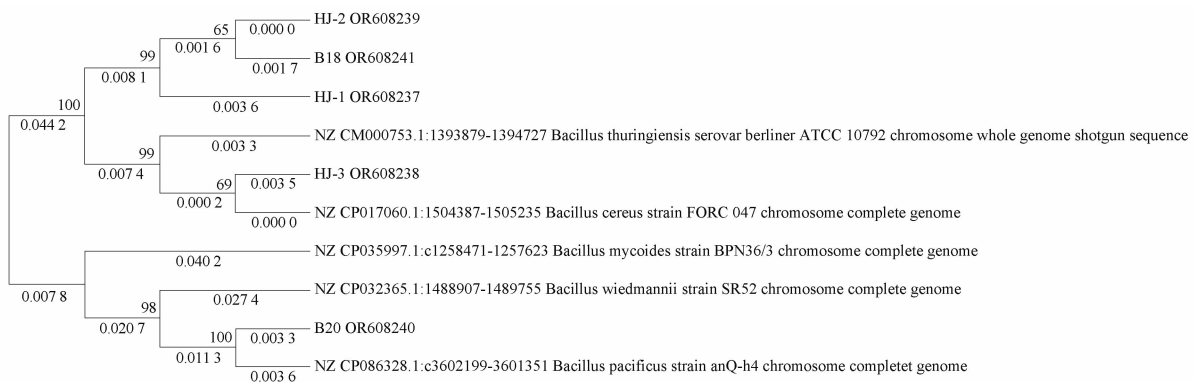 HJ-2 OR608239
65
0.000 0
0.001 6
B18 OR608241
99
0.001 7
0.008 1
HJ-1 OR608237
100
0.003 6
0.044 2
NZ CM000753.1:1393879-1394727 Bacillus thuringiensis serovar berliner ATCC 10792 chromosome whole genome shotgun sequence
99
0.003 3
0.007 4
HJ-3 OR608238
69
0.003 5
0.000 2
NZ CP017060.1:1504387-1505235 Bacillus cereus strain FORC 047 chromosome complete genome
0.000 0
NZ CP035997.1:c1258471-1257623 Bacillus mycoides strain BPN36/3 chromosome complete genome
0.040 2
0.007 8
NZ CP032365.1:1488907-1489755 Bacillus wiedmannii strain SR52 chromosome complete genome
98
0.027 4
0.020 7
B20 OR608240
100
0.003 3
0.011 3
NZ CP086328.1:c3602199-3601351 Bacillus pacificus strain anQ-h4 chromosome completet genome
0.003 6